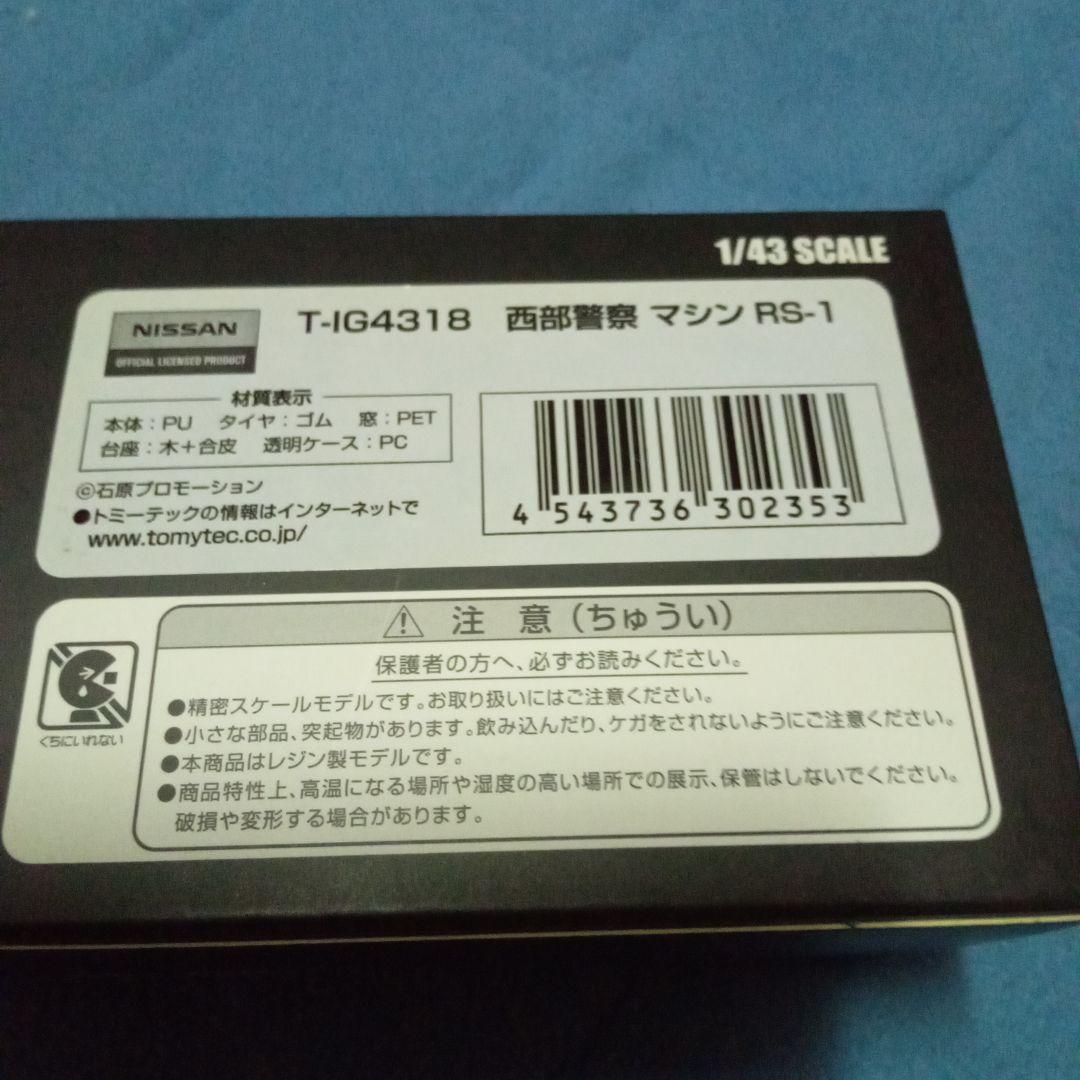 1/43 SCALE
NISSAN
OFFICIAL LICENSED PRODUCT
T-IG4318 西部警察 マシン RS-1
材質表示
本体：PU タイヤ：ゴム 窓：PET
台座：木＋合皮 透明ケース：PC
©石原プロモーション
●トミーテックの情報はインターネットで
www.tomytec.co.jp/
4 543736 302353
注 意（ちゅうい）
保護者の方へ、必ずお読みください。
●精密スケールモデルです。お取り扱いにはご注意ください。
●小さな部品、突起物があります。飲み込んだり、ケガをされないようにご注意ください。
●本商品はレジン製モデルです。
●商品特性上、高温になる場所や湿度の高い場所での展示、保管はしないでください。
破損や変形する場合があります。
くちにいれない